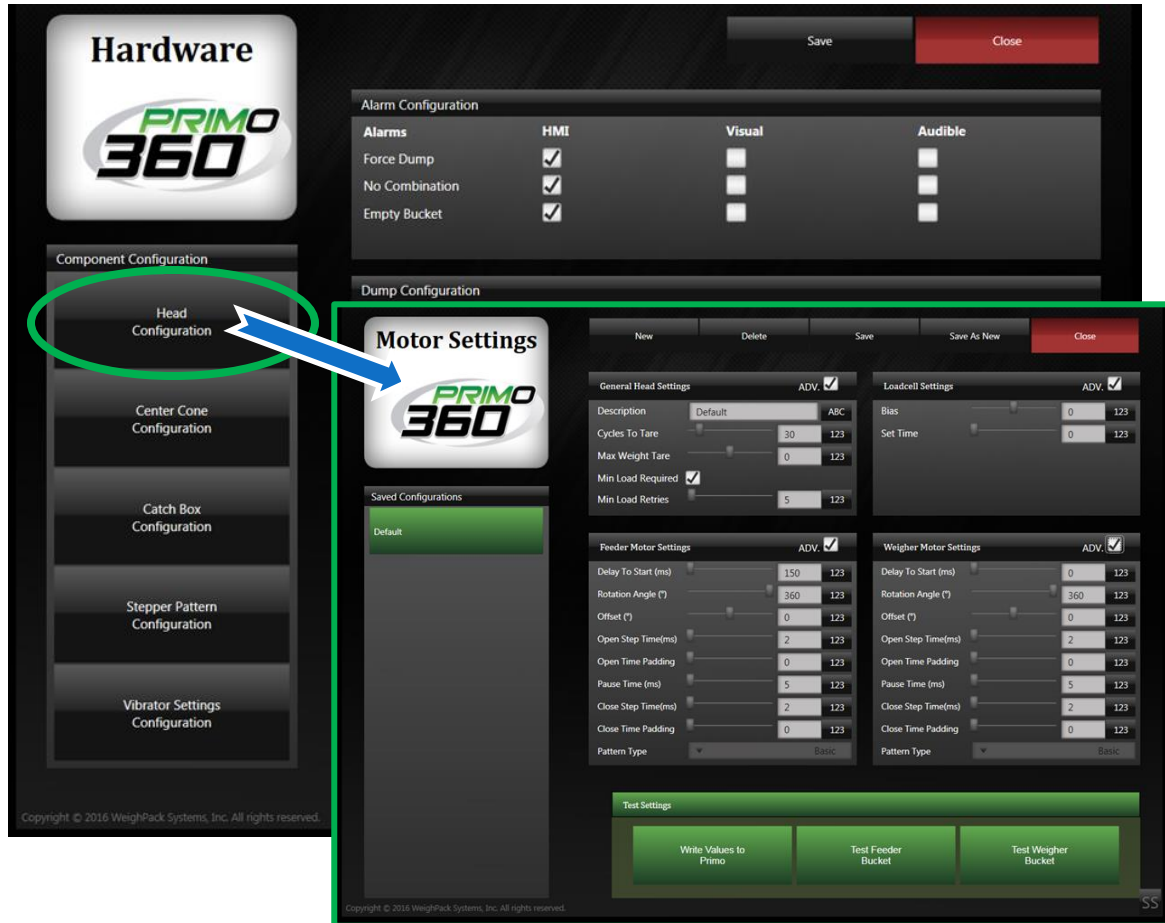 Hardware
PRIMO
360
Save
Close
Alarm Configuration
Alarms HMI Visual Audible
Force Dump
No Combination
Empty Bucket
Component Configuration
Head
Configuration
Center Cone
Configuration
Catch Box
Configuration
Stepper Pattern
Configuration
Vibrator Settings
Configuration
Copyright © 2016 WeighPack Systems, Inc. All rights reserved.
Dump Configuration
Motor Settings
PRIMO
360
New Delete Save Save As New Close
Saved Configurations
Default
General Head Settings ADV.
Description Default ABC
Cycles To Tare 30 123
Max Weight Tare 0 123
Min Load Required
Min Load Retries 5 123
Loadcell Settings ADV.
Bias 0 123
Set Time 0 123
Feeder Motor Settings ADV.
Delay To Start (ms) 150 123
Rotation Angle (°) 360 123
Offset (°) 0 123
Open Step Time(ms) 2 123
Open Time Padding 0 123
Pause Time (ms) 5 123
Close Step Time(ms) 2 123
Close Time Padding 0 123
Pattern Type Basic
Weigher Motor Settings ADV.
Delay To Start (ms) 0 123
Rotation Angle (°) 360 123
Offset (°) 0 123
Open Step Time(ms) 2 123
Open Time Padding 0 123
Pause Time (ms) 5 123
Close Step Time(ms) 2 123
Close Time Padding 0 123
Pattern Type Basic
Test Settings
Write Values to
Primo
Test Feeder
Bucket
Test Weigher
Bucket
Copyright © 2016 WeighPack Systems, Inc. All rights reserved.
SS